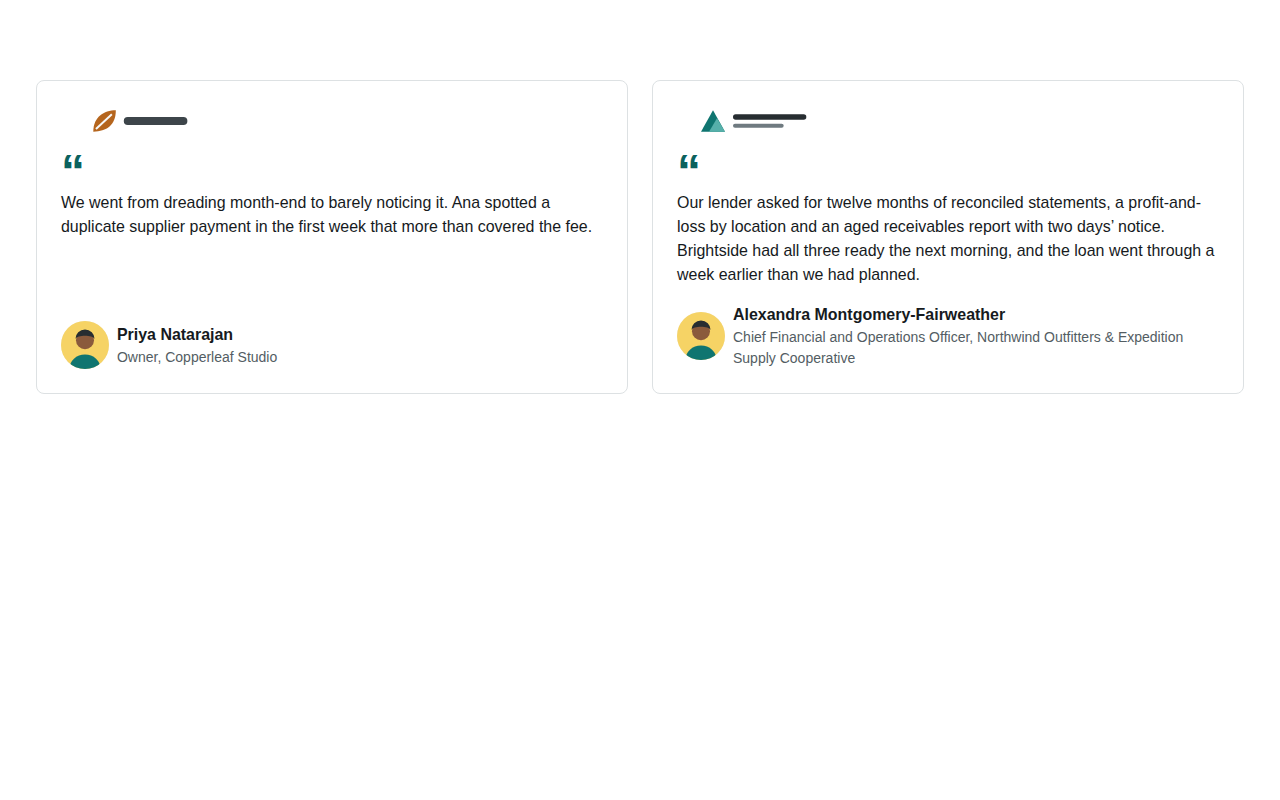 “
We went from dreading month-end to barely noticing it. Ana spotted a
duplicate supplier payment in the first week that more than covered the fee.
Priya Natarajan
Owner, Copperleaf Studio
“
Our lender asked for twelve months of reconciled statements, a profit-and-
loss by location and an aged receivables report with two days’ notice.
Brightside had all three ready the next morning, and the loan went through a
week earlier than we had planned.
Alexandra Montgomery-Fairweather
Chief Financial and Operations Officer, Northwind Outfitters & Expedition
Supply Cooperative